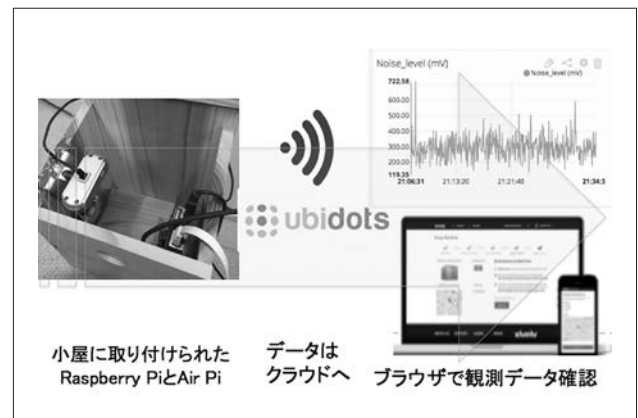 Noise_level (mV)
Noise_level (mV)
722.58
600.00
500.00
400.00
300.00
200.00
119.35
21:06:31
21:13:20
21:21:40
21:34:3
ubidots
小屋に取り付けられた
Raspberry PiとAir Pi
データは
クラウドへ
ブラウザで観測データ確認